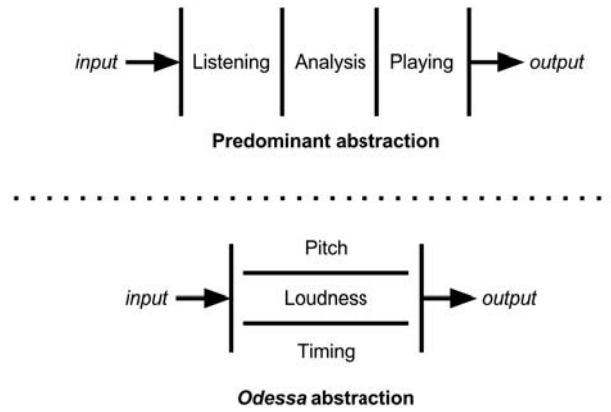 input Listening Analysis Playing output
Predominant abstraction
Pitch
input Loudness output
Timing
Odessa abstraction